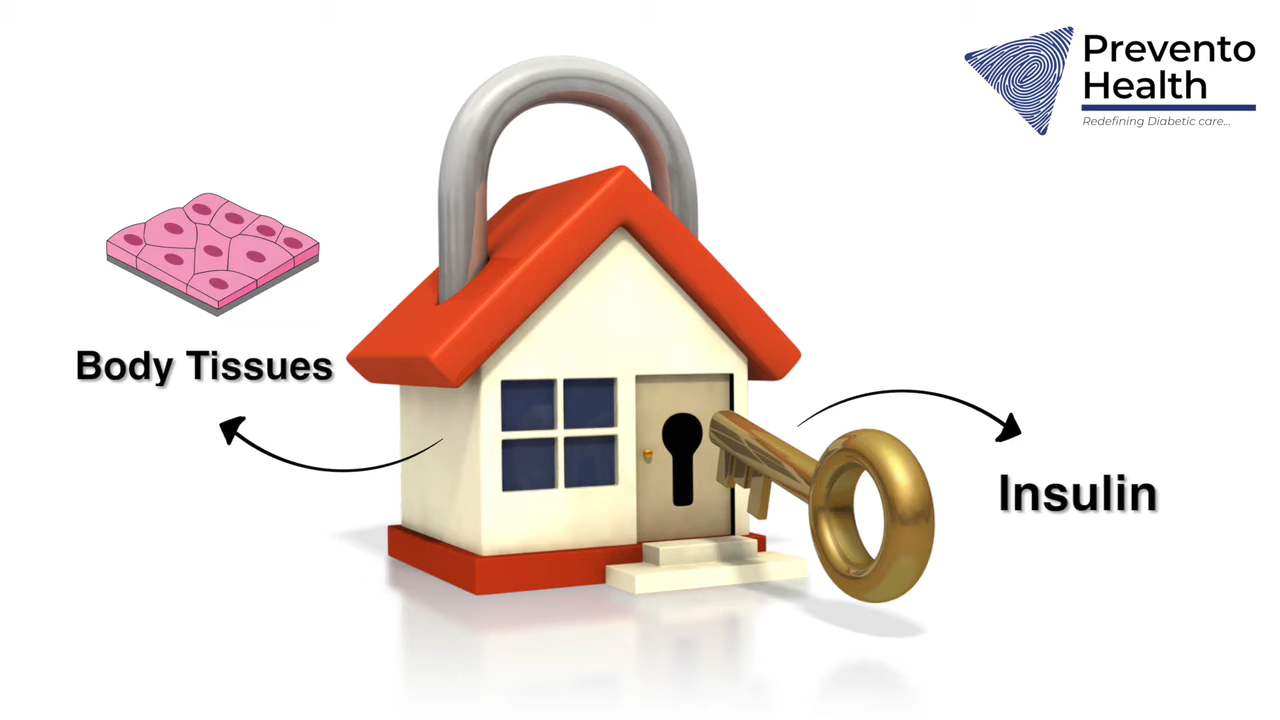 Prevento
Health
Redefining Diabetic care...
Body Tissues
Insulin